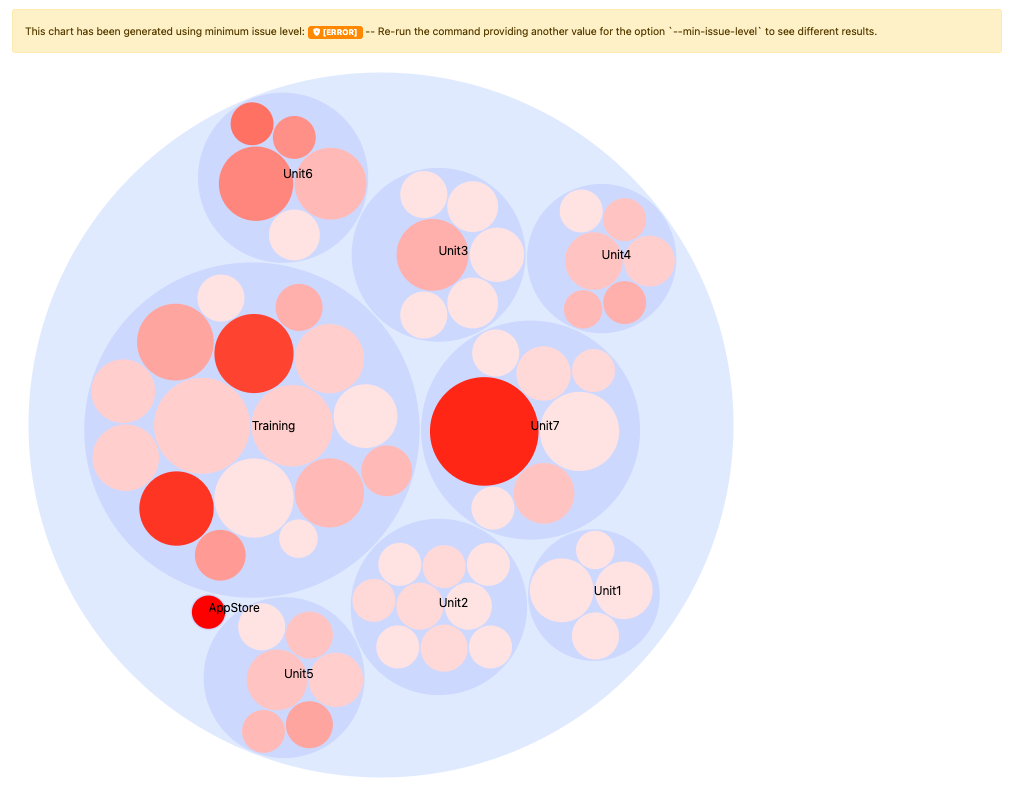 This chart has been generated using minimum issue level: [ERROR] -- Re-run the command providing another value for the option `--min-issue-level` to see different results.
Unit6
Unit3
Unit4
Training
Unit7
Unit2
Unit1
AppStore
Unit5